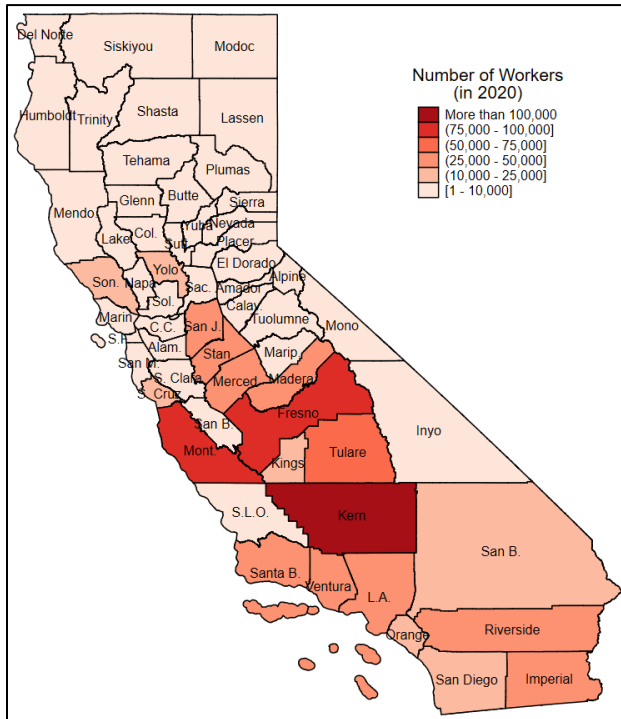 Del Norte
Siskiyou
Modoc
Number of Workers
(in 2020)
More than 100,000
(75,000 - 100,000]
(50,000 - 75,000]
(25,000 - 50,000]
(10,000 - 25,000]
[1 - 10,000]
Humboldt
Trinity
Shasta
Lassen
Tehama
Plumas
Mendo.
Glenn
Butte
Sierra
Lake
Col.
Sutt
Yuba
Nevada
Placer
Son.
Napa
Yolo
Sac.
El Dorado
Alpine
Amador
Sol.
Calav.
Marin
C.C.
San J.
Tuolumne
Mono
S.F.
Alam.
Stan.
Marip.
San M.
S. Clara
Merced
Madera
S. Cruz
San B.
Fresno
Inyo
Mont.
Kings
Tulare
S.L.O.
Kern
San B.
Santa B.
Ventura
L.A.
Orange
Riverside
San Diego
Imperial